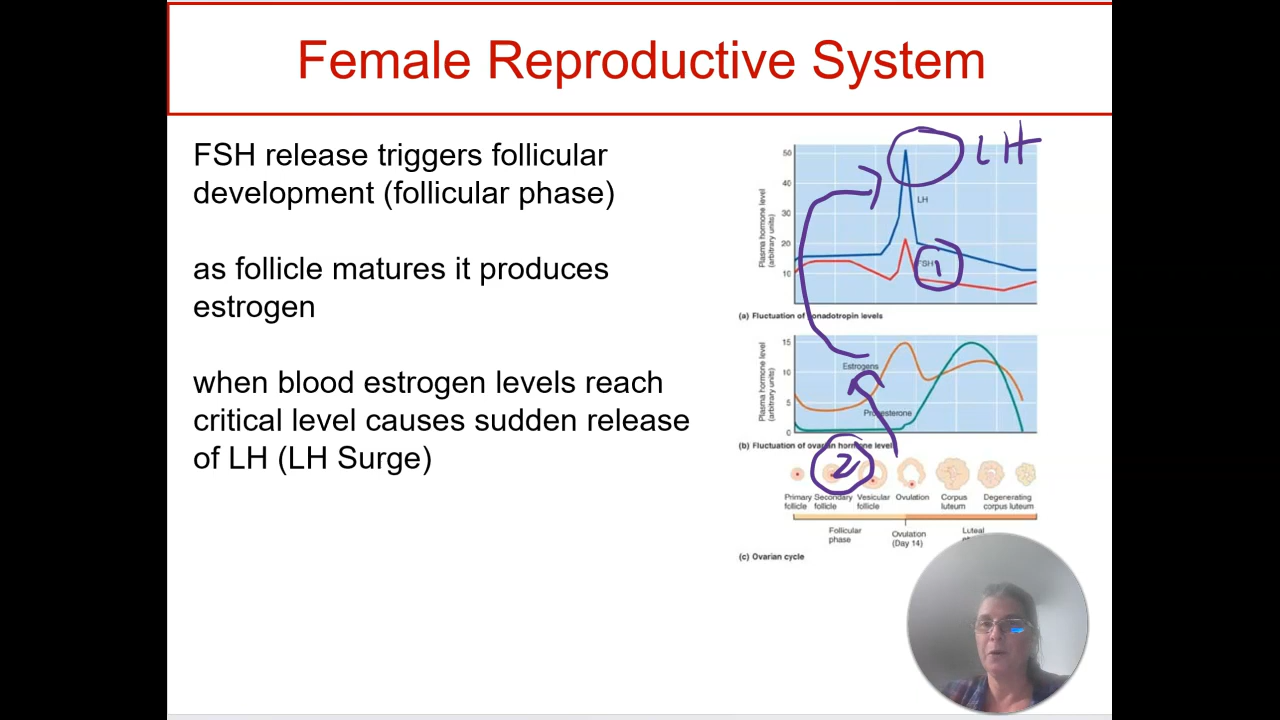 Female Reproductive System
FSH release triggers follicular
development (follicular phase)
as follicle matures it produces
estrogen
when blood estrogen levels reach
critical level causes sudden release
of LH (LH Surge)
LH
50
40
30
20
10
Plasma hormone level
(arbitrary units)
LH
FSH
1
(a) Fluctuation of gonadotropin levels
15
10
5
0
Plasma hormone level
(arbitrary units)
Estrogens
Progesterone
(b) Fluctuation of ovarian hormone levels
2
Primary Secondary Vesicular Ovulation Corpus Degenerating
follicle follicle follicle luteum corpus luteum
Follicular Ovulation Luteal
phase (Day 14)
(c) Ovarian cycle